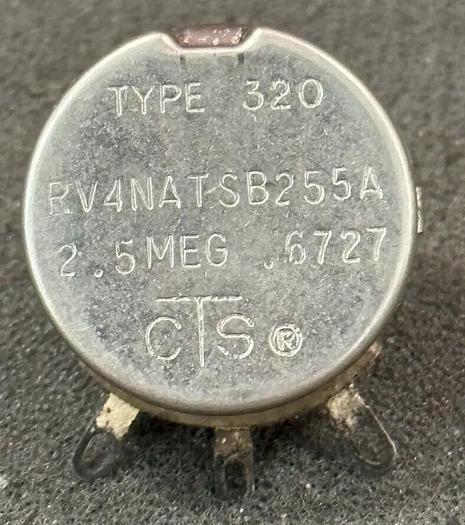 TYPE 320
RV4NATSB255A
2.5MEG .6727
CTS®